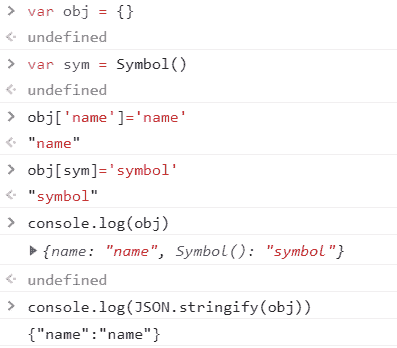 > var obj = {}
< undefined
> var sym = Symbol()
< undefined
> obj['name']='name'
< "name"
> obj[sym]='symbol'
< "symbol"
> console.log(obj)
▶ {name: "name", Symbol(): "symbol"}
< undefined
> console.log(JSON.stringify(obj))
{"name":"name"}